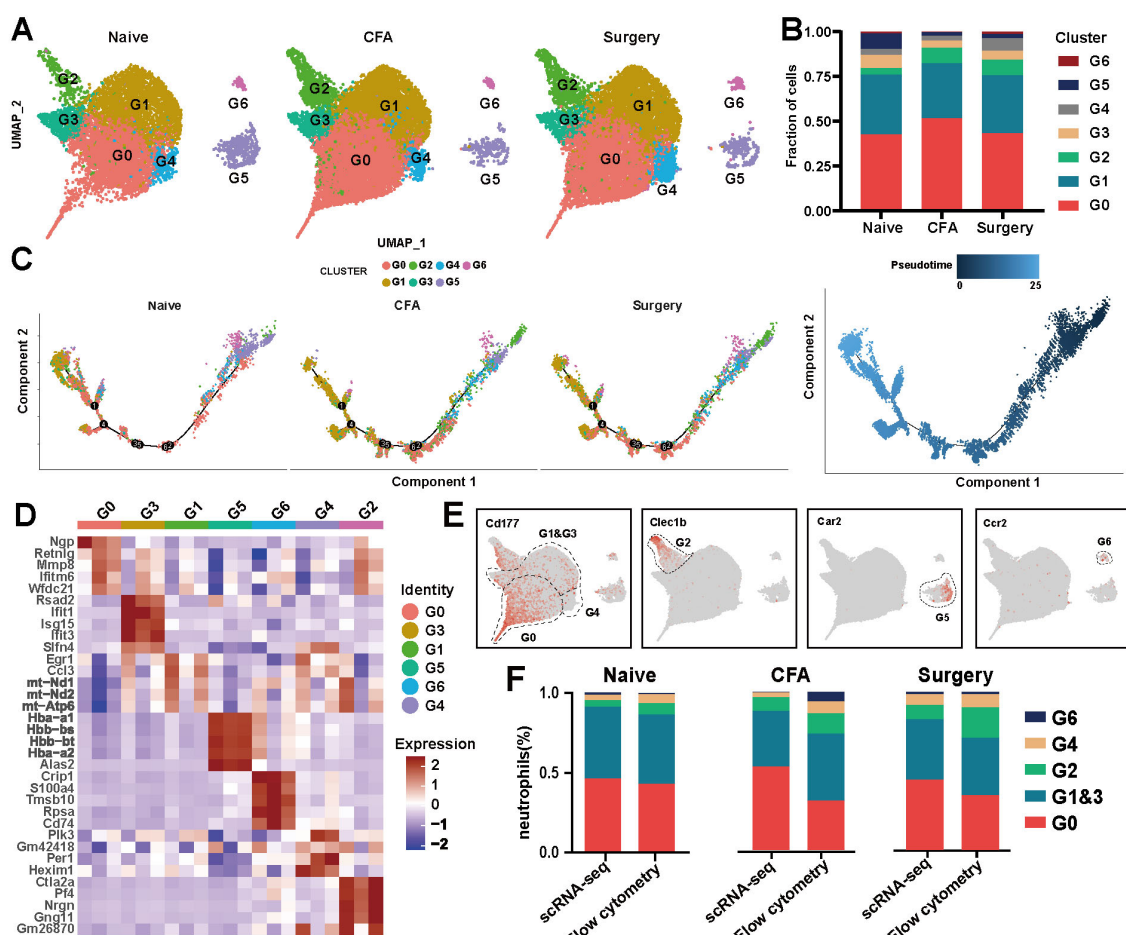 A
Naive
CFA
Surgery
UMAP_2
G2
G1
G3
G0
G4
G6
G5
G2
G1
G3
G0
G4
G6
G5
G2
G1
G3
G0
G4
G6
G5
UMAP_1
B
Fraction of cells
1.00
0.75
0.50
0.25
0.00
Naive CFA Surgery
Cluster
G6
G5
G4
G3
G2
G1
G0
C
CLUSTER
G0 G2 G4 G6
G1 G3 G5
Naive
CFA
Surgery
Component 2
Component 1
1
4
1
4
1
4
Pseudotime
0 25
Component 2
Component 1
D
G0 G3 G1 G5 G6 G4 G2
Ngp
Retnlg
Mmp8
Ifitm6
Wfdc21
Rsad2
Ifit1
Isg15
Ifit3
Slfn4
Egr1
Ccl3
mt-Nd1
mt-Nd2
mt-Atp6
Hba-a1
Hbb-bs
Hbb-bt
Hba-a2
Alas2
Crip1
S100a4
Tmsb10
Rpsa
Cd74
Plk3
Gm42418
Per1
Hexim1
Ctla2a
Pf4
Nrgn
Gng11
Gm26870
Identity
G0
G3
G1
G5
G6
G4
Expression
2
1
0
−1
−2
E
Cd177
G1&G3
G4
G0
Clec1b
G2
Car2
G5
Ccr2
G6
F
Naive
CFA
Surgery
neutrophils(%)
1.0
0.5
0.0
scRNA-seq
Flow cytometry
scRNA-seq
Flow cytometry
scRNA-seq
Flow cytometry
G6
G4
G2
G1&3
G0